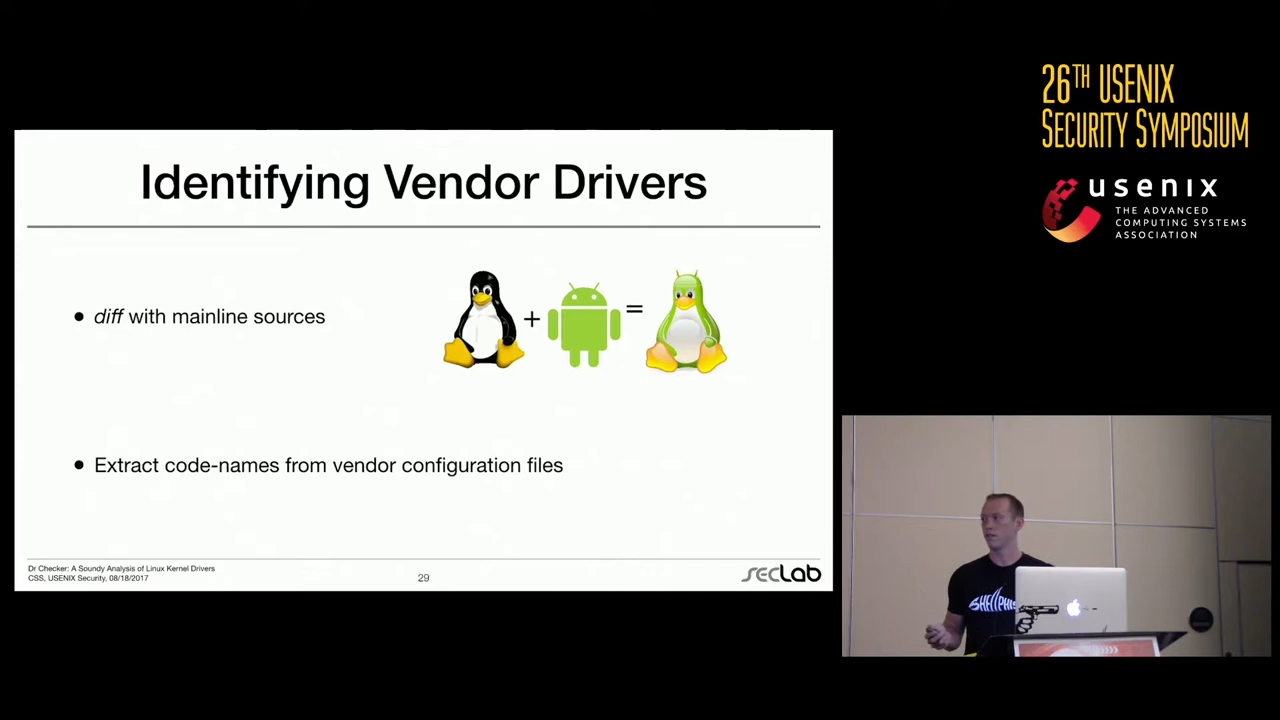 26TH USENIX
SECURITY SYMPOSIUM
usenix
THE ADVANCED
COMPUTING SYSTEMS
ASSOCIATION
Identifying Vendor Drivers
• diff with mainline sources
+ =
• Extract code-names from vendor configuration files
Dr Checker: A Soundy Analysis of Linux Kernel Drivers
CSS, USENIX Security, 08/18/2017
29
secLab
SHELLPHISH